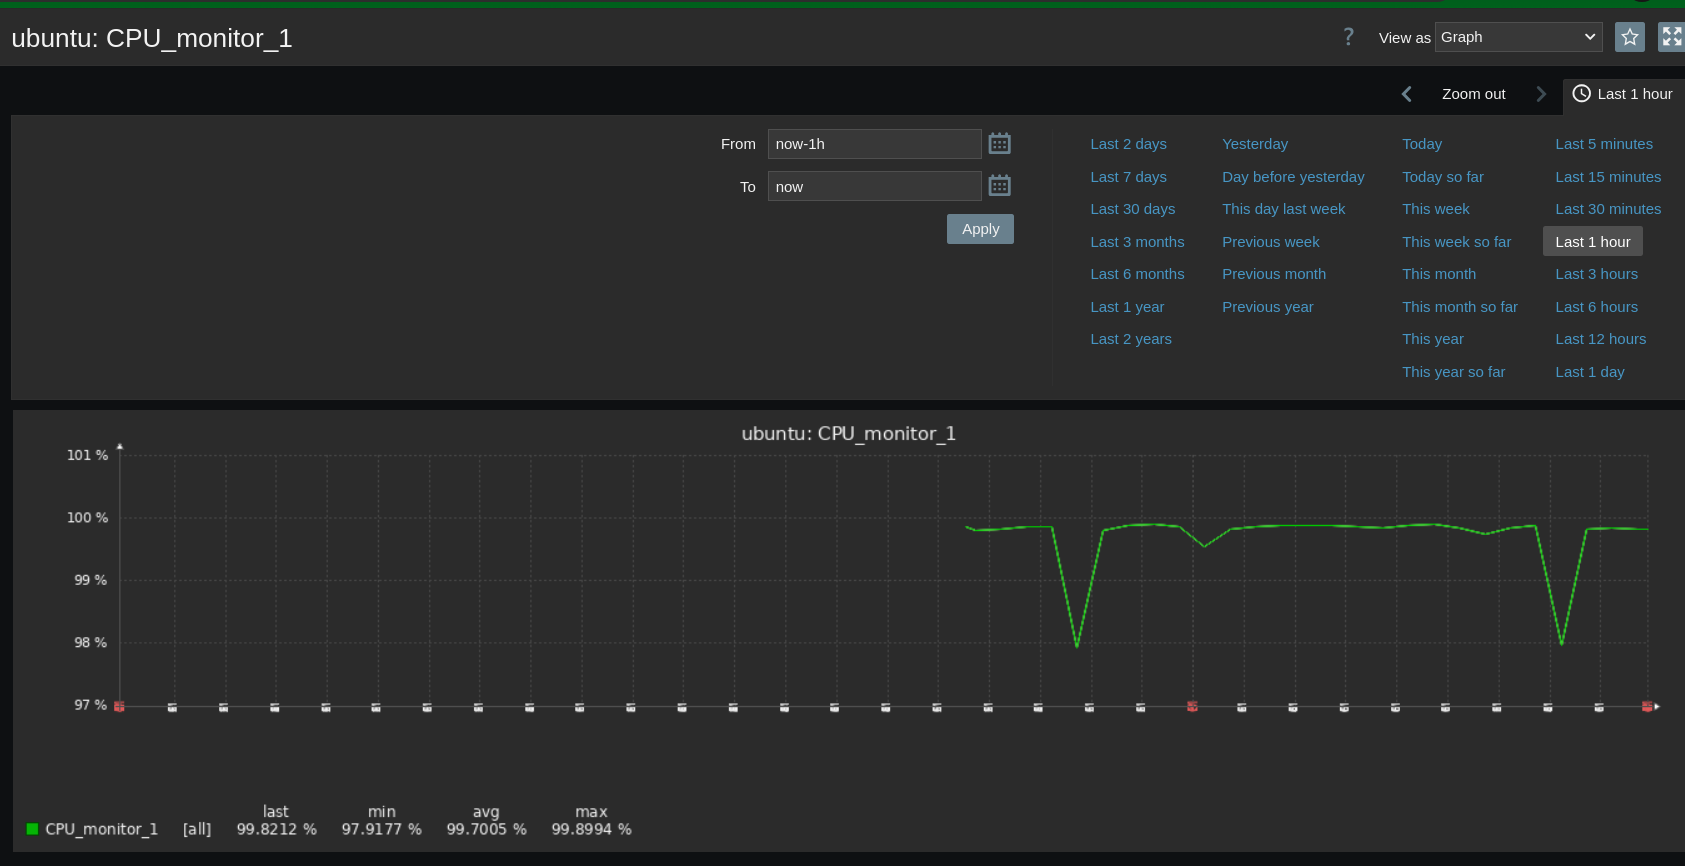 ubuntu: CPU_monitor_1
? View as Graph
Zoom out Last 1 hour
From now-1h
To now
Apply
Last 2 days Yesterday Today Last 5 minutes
Last 7 days Day before yesterday Today so far Last 15 minutes
Last 30 days This day last week This week Last 30 minutes
Last 3 months Previous week This week so far Last 1 hour
Last 6 months Previous month This month Last 3 hours
Last 1 year Previous year This month so far Last 6 hours
Last 2 years This year Last 12 hours
This year so far Last 1 day
ubuntu: CPU_monitor_1
101 %
100 %
99 %
98 %
97 %
last min avg max
CPU_monitor_1 [all] 99.8212 % 97.9177 % 99.7005 % 99.8994 %